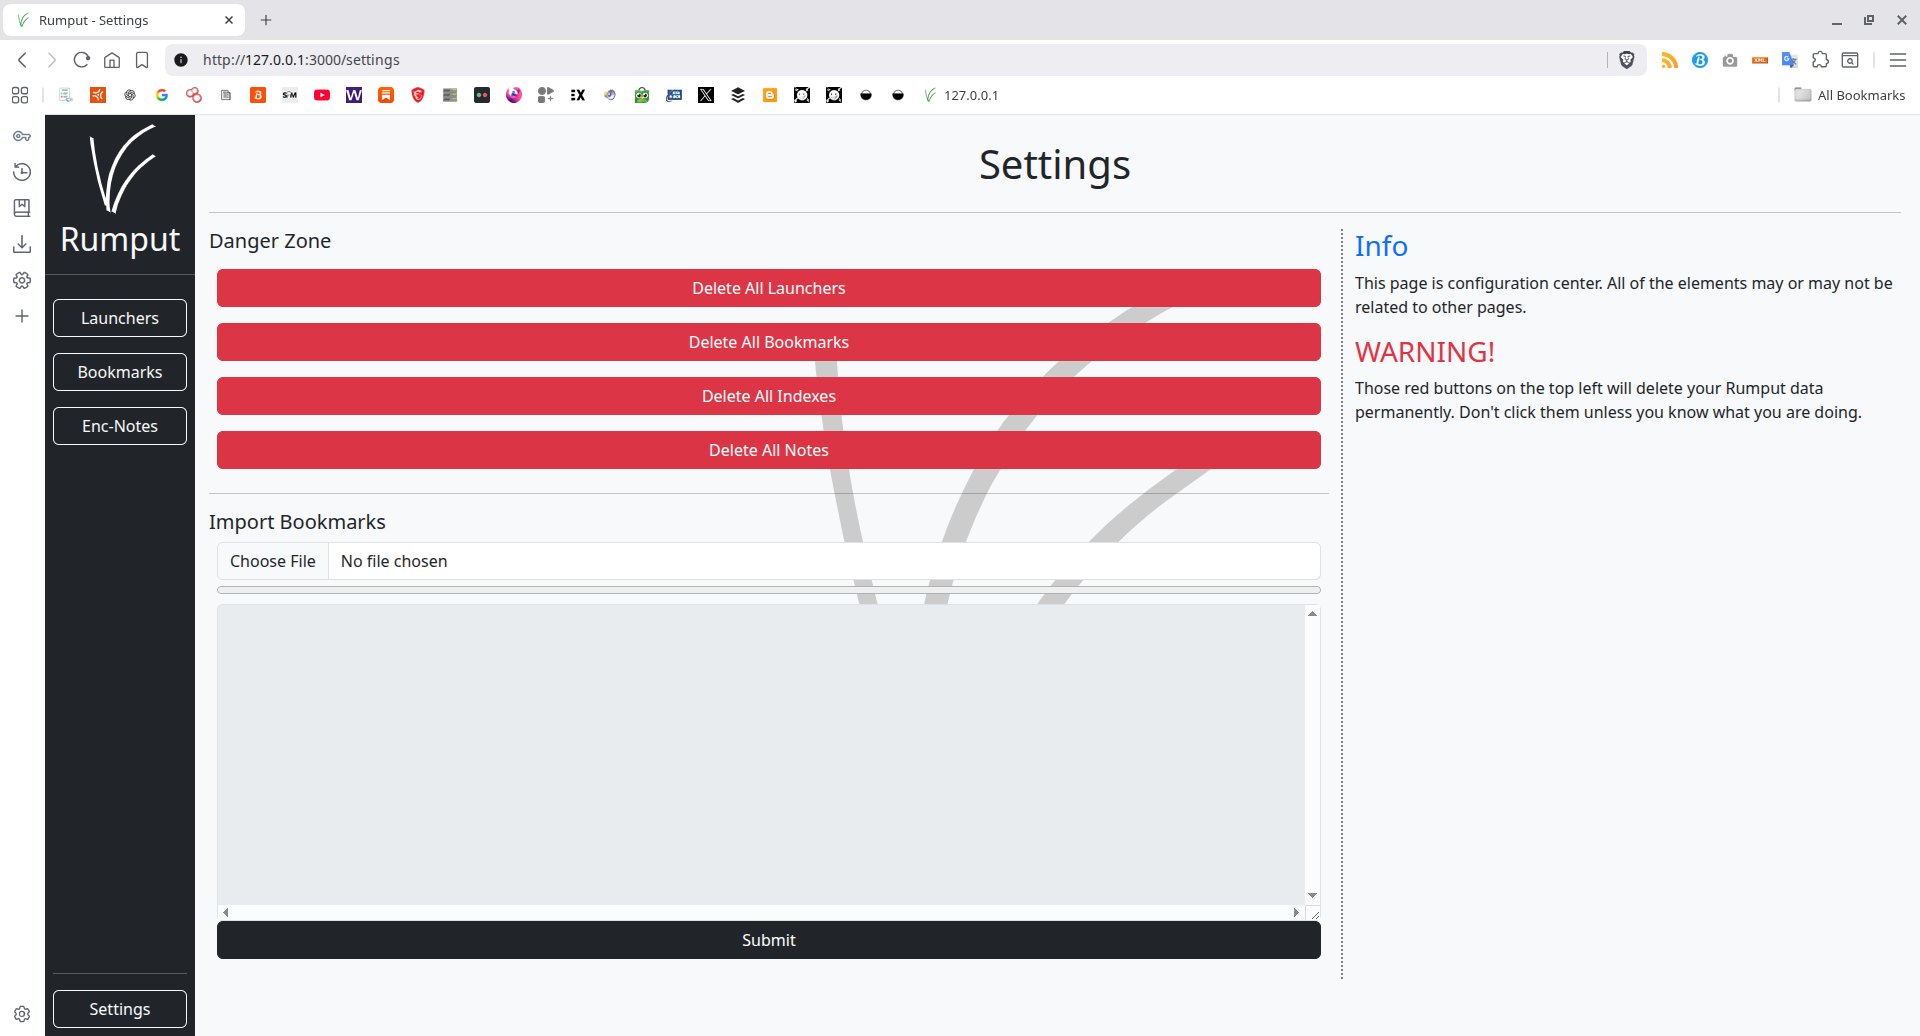 Rumput - Settings
http://127.0.0.1:3000/settings
127.0.0.1
All Bookmarks
Rumput
Launchers
Bookmarks
Enc-Notes
Settings
Settings
Danger Zone
Delete All Launchers
Delete All Bookmarks
Delete All Indexes
Delete All Notes
Import Bookmarks
Choose File
No file chosen
Submit
Info
This page is configuration center. All of the elements may or may not be
related to other pages.
WARNING!
Those red buttons on the top left will delete your Rumput data
permanently. Don't click them unless you know what you are doing.